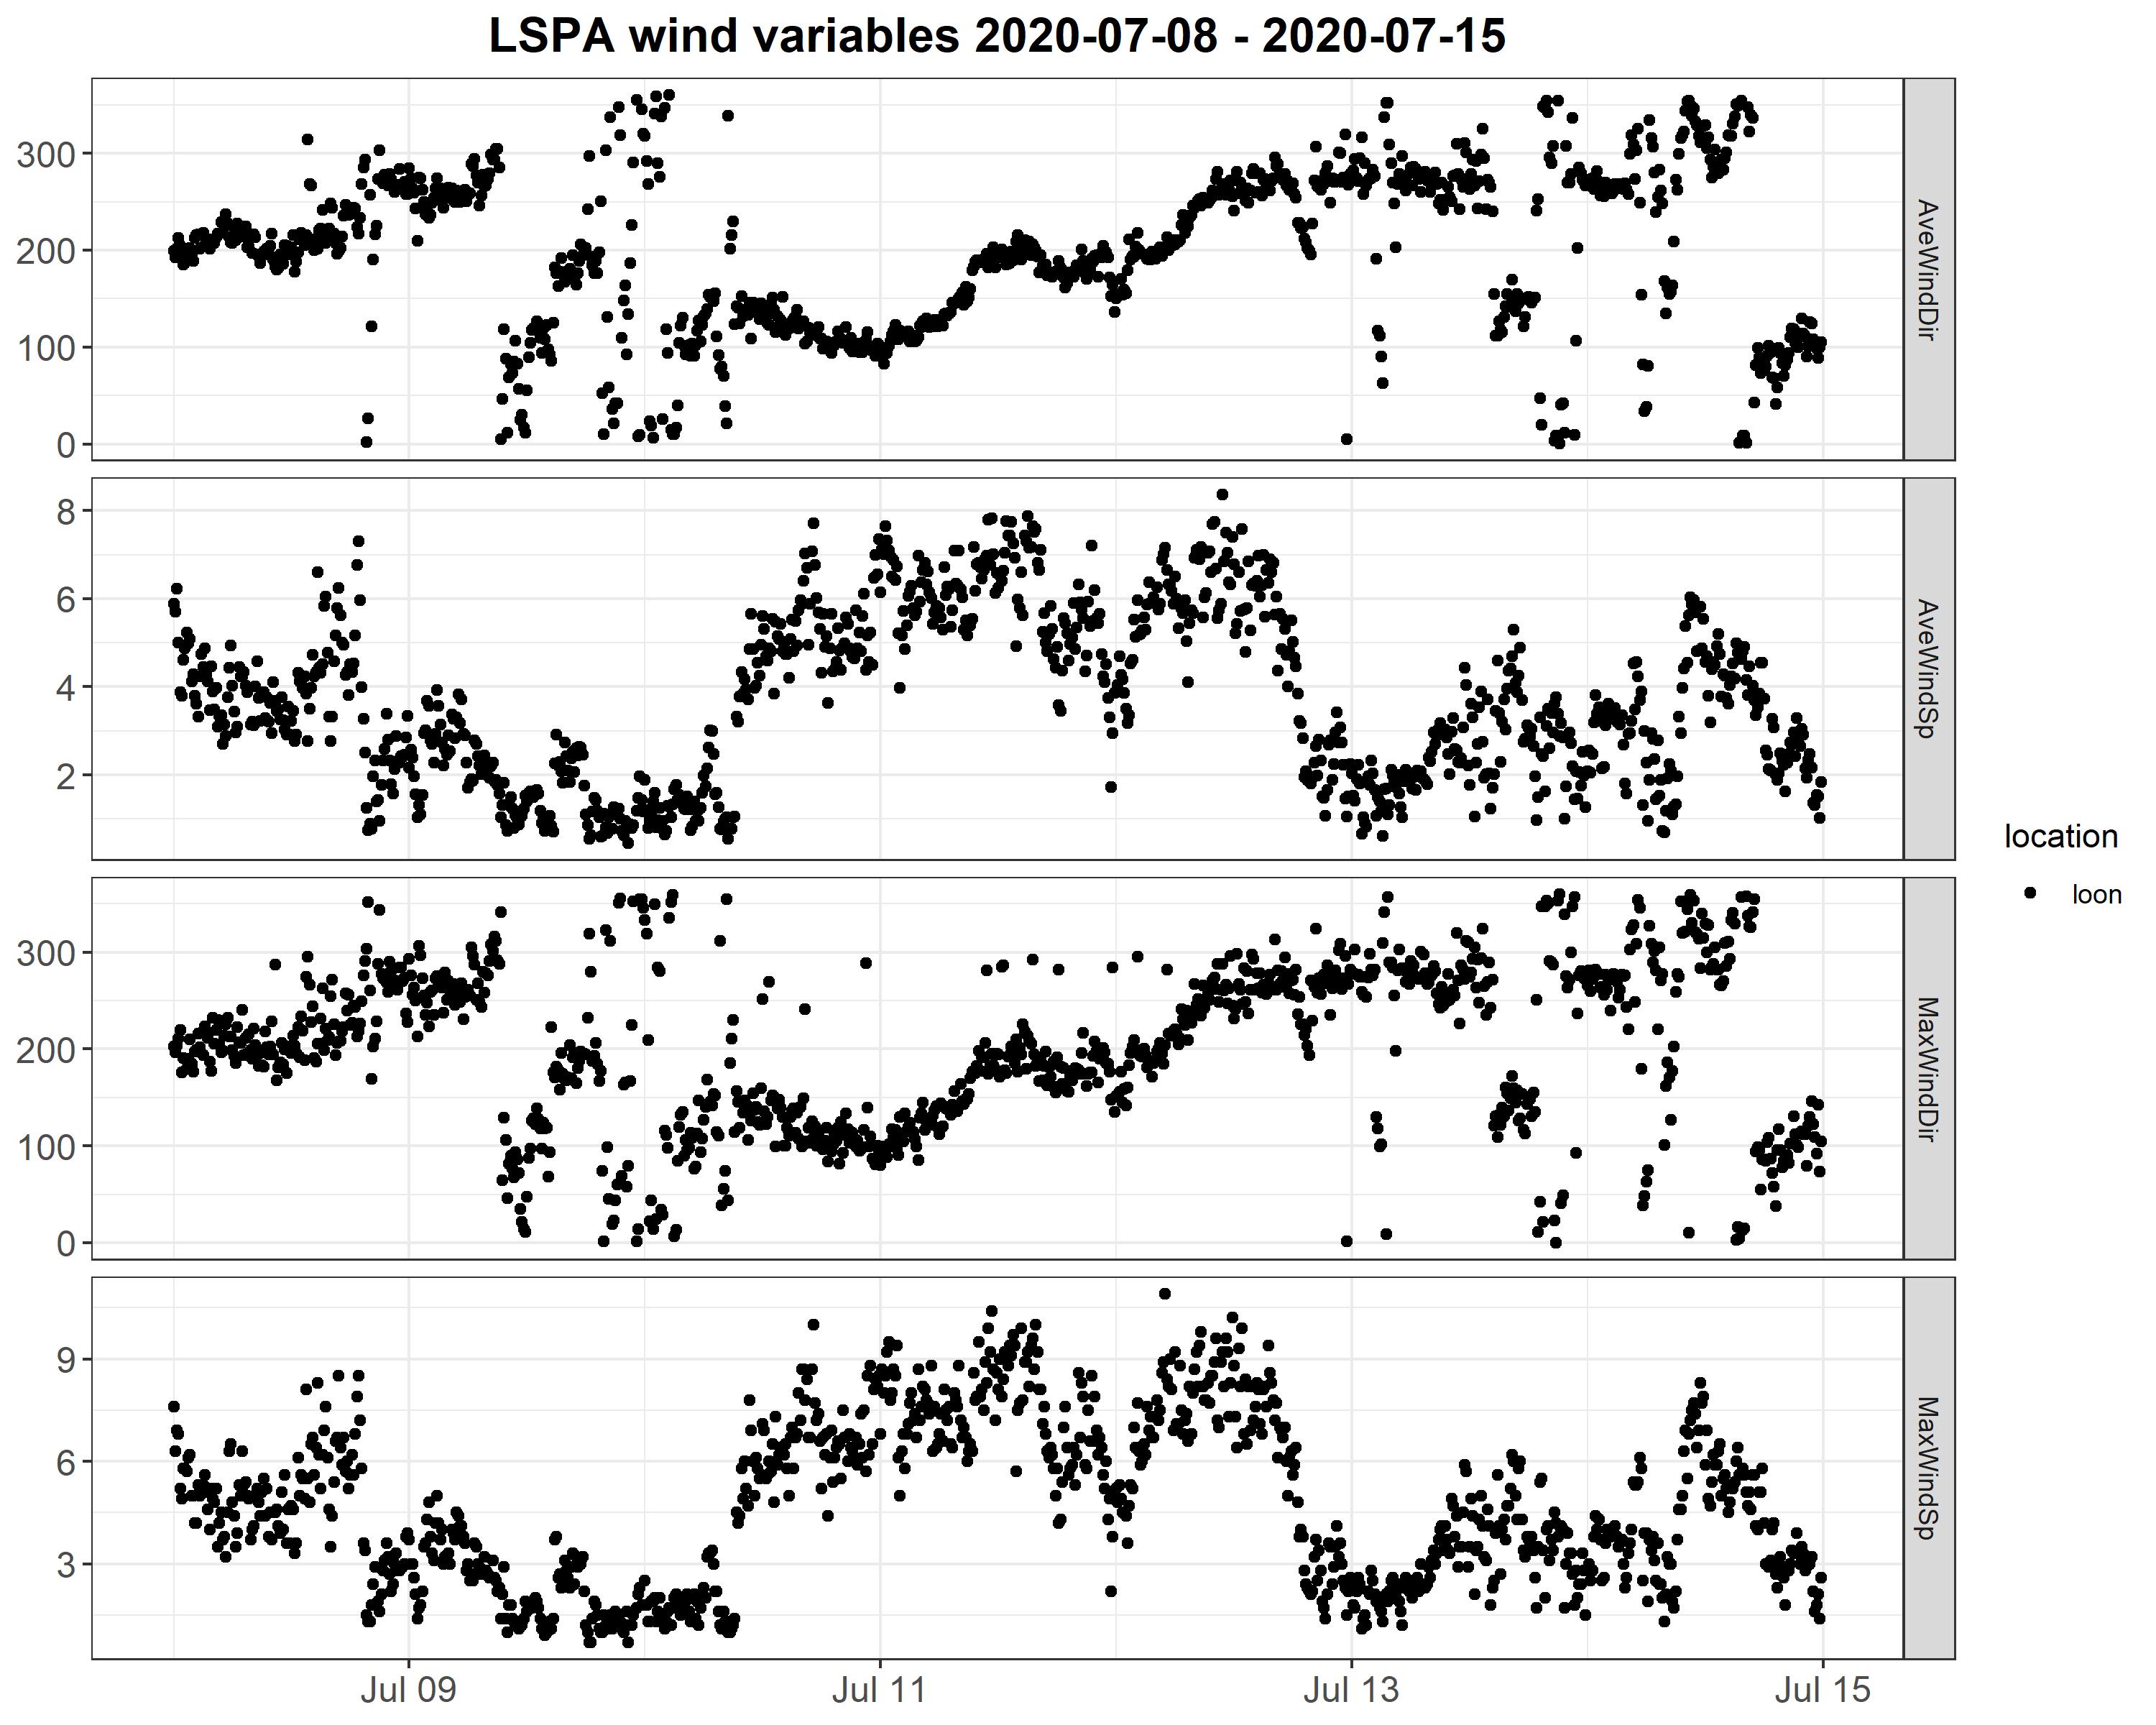 LSPA wind variables 2020-07-08 - 2020-07-15
300
200
100
0
AveWindDir
8
6
4
2
AveWindSp
location
loon
300
200
100
0
MaxWindDir
9
6
3
MaxWindSp
Jul 09
Jul 11
Jul 13
Jul 15